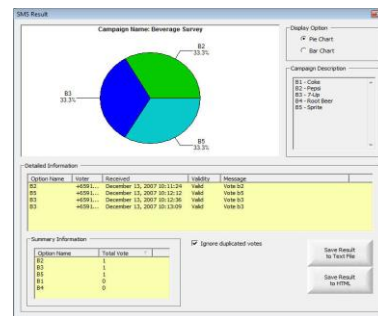 SMS Result
Campaign Name: Beverage Survey
B2
33.3%
B3
33.3%
B5
33.3%
Display Option
Pie Chart
Bar Chart
Campaign Description
B1 - Coke
B2 - Pepsi
B3 - 7-Up
B4 - Root Beer
B5 - Sprite
Detailed Information
Option Name Voter Received Validity Message
B2 +6591... December 13, 2007 10:11:24 Valid Vote b2
B5 +6591... December 13, 2007 10:12:12 Valid Vote b5
B3 +6591... December 13, 2007 10:12:36 Valid Vote b3
B3 +6591... December 13, 2007 10:13:09 Valid Vote b3
Summary Information
Option Name Total Vote
B2 1
B3 1
B5 1
B1 0
B4 0
Ignore duplicated votes
Save Result
to Text File
Save Result
to HTML